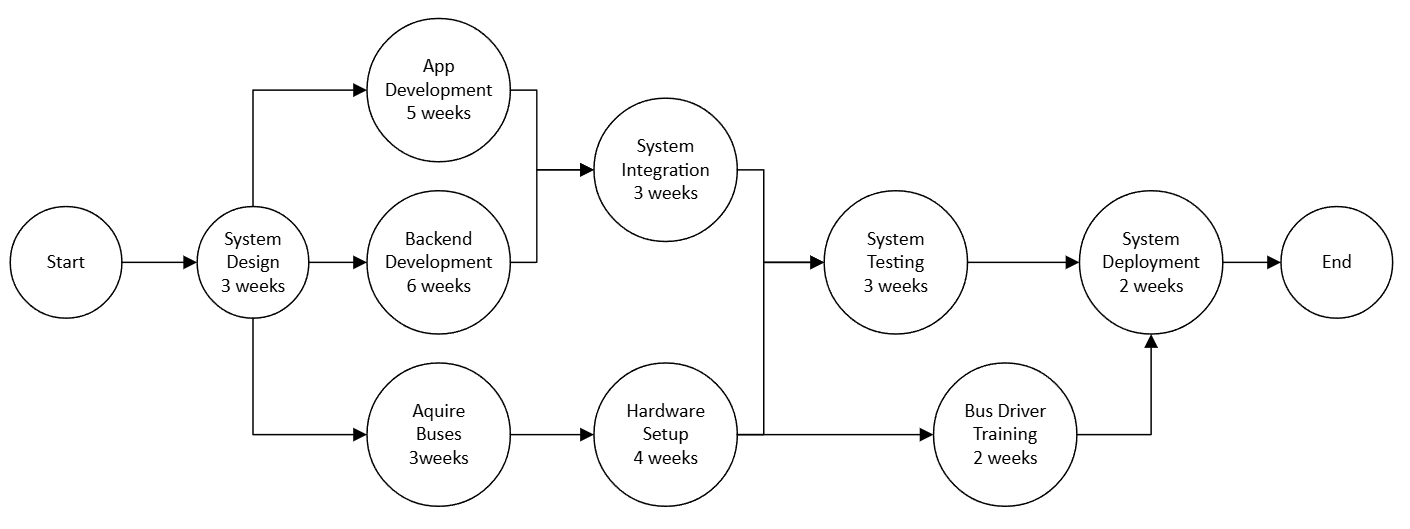 Start
System
Design
3 weeks
App
Development
5 weeks
Backend
Development
6 weeks
Aquire
Buses
3weeks
System
Integration
3 weeks
Hardware
Setup
4 weeks
System
Testing
3 weeks
Bus Driver
Training
2 weeks
System
Deployment
2 weeks
End